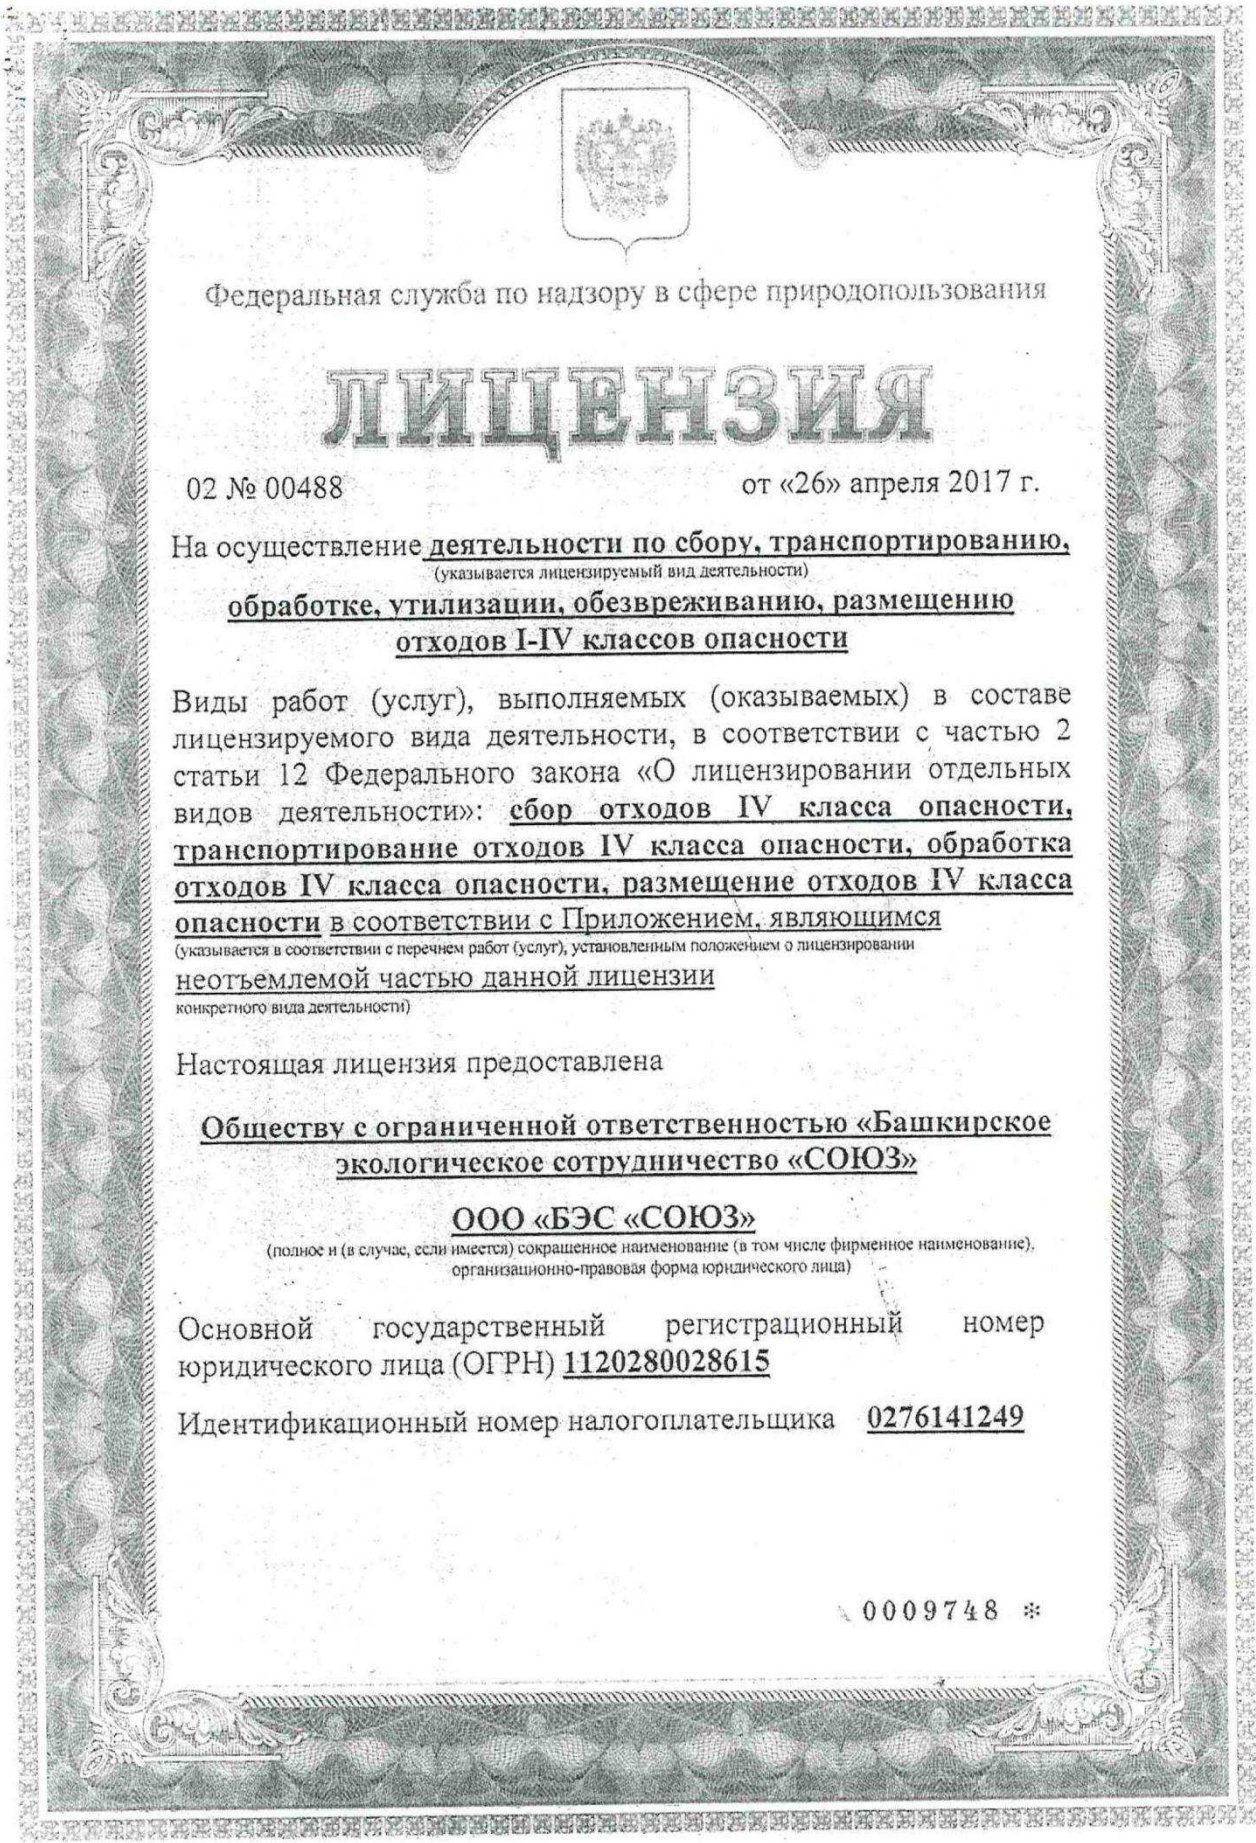 Федеральная служба по надзору в сфере природопользования
ЛИЦЕНЗИЯ
02 № 00488
от «26» апреля 2017 г.
На осуществление деятельности по сбору, транспортированию,
(указывается лицензируемый вид деятельности)
обработке, утилизации, обезвреживанию, размещению
отходов I-IV классов опасности
Виды работ (услуг), выполняемых (оказываемых) в составе
лицензируемого вида деятельности, в соответствии с частью 2
статьи 12 Федерального закона «О лицензировании отдельных
видов деятельности»: сбор отходов IV класса опасности,
транспортирование отходов IV класса опасности, обработка
отходов IV класса опасности, размещение отходов IV класса
опасности в соответствии с Приложением, являющимся
(указывается в соответствии с перечнем работ (услуг), установленным положением о лицензировании
неотъемлемой частью данной лицензии
конкретного вида деятельности)
Настоящая лицензия предоставлена
Обществу с ограниченной ответственностью «Башкирское
экологическое сотрудничество «СОЮЗ»
ООО «БЭС «СОЮЗ»
(полное и (в случае, если имеется) сокращенное наименование (в том числе фирменное наименование),
организационно-правовая форма юридического лица)
Основной государственный регистрационный номер
юридического лица (ОГРН) 1120280028615
Идентификационный номер налогоплательщика 0276141249
0009748 *